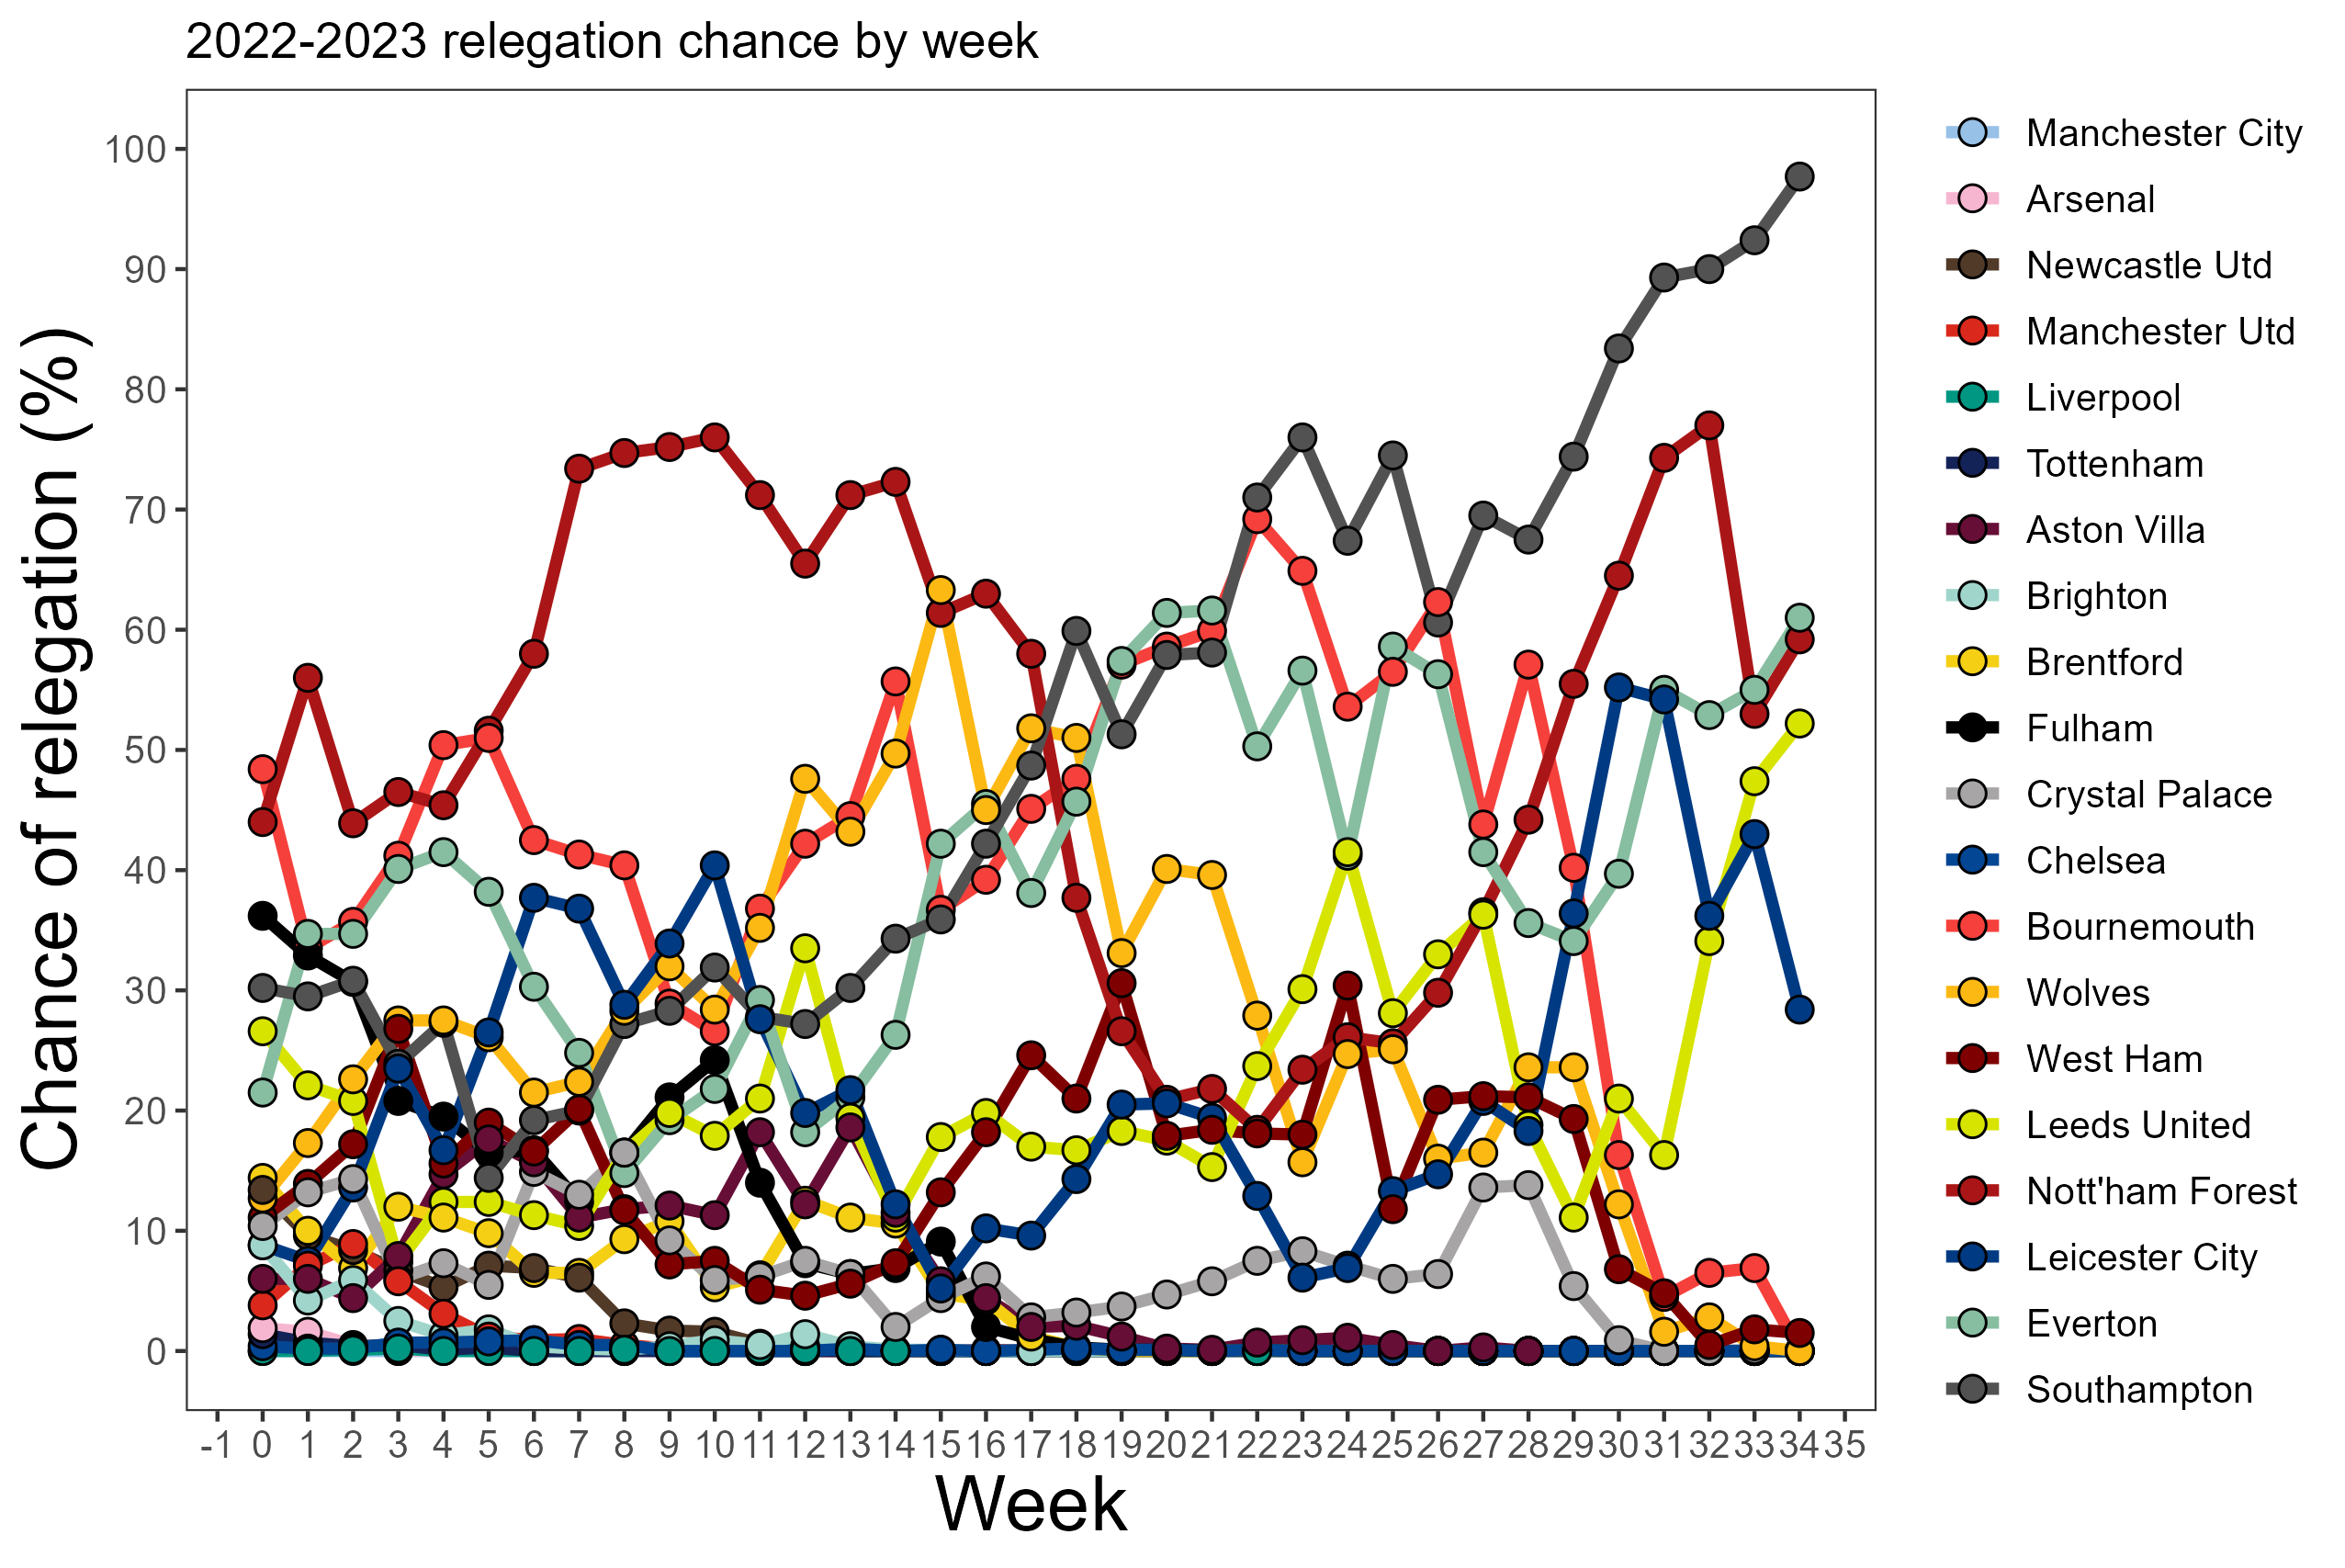 2022-2023 relegation chance by week
Chance of relegation (%)
100
90
80
70
60
50
40
30
20
10
0
-1 0 1 2 3 4 5 6 7 8 9 10 11 12 13 14 15 16 17 18 19 20 21 22 23 24 25 26 27 28 29 30 31 32 33 34 35
Week
Manchester City
Arsenal
Newcastle Utd
Manchester Utd
Liverpool
Tottenham
Aston Villa
Brighton
Brentford
Fulham
Crystal Palace
Chelsea
Bournemouth
Wolves
West Ham
Leeds United
Nott'ham Forest
Leicester City
Everton
Southampton